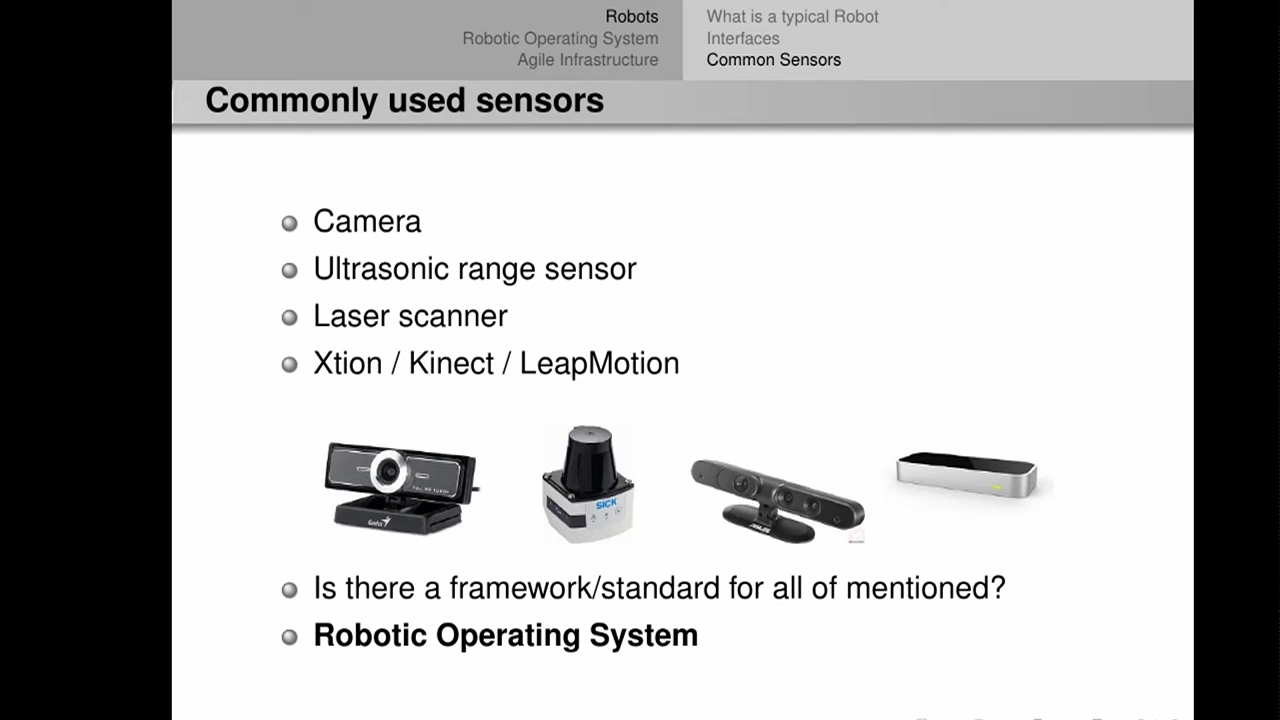 Robots
Robotic Operating System
Agile Infrastructure
What is a typical Robot
Interfaces
Common Sensors
Commonly used sensors
Camera
Ultrasonic range sensor
Laser scanner
Xtion / Kinect / LeapMotion
SICK
Is there a framework/standard for all of mentioned?
Robotic Operating System